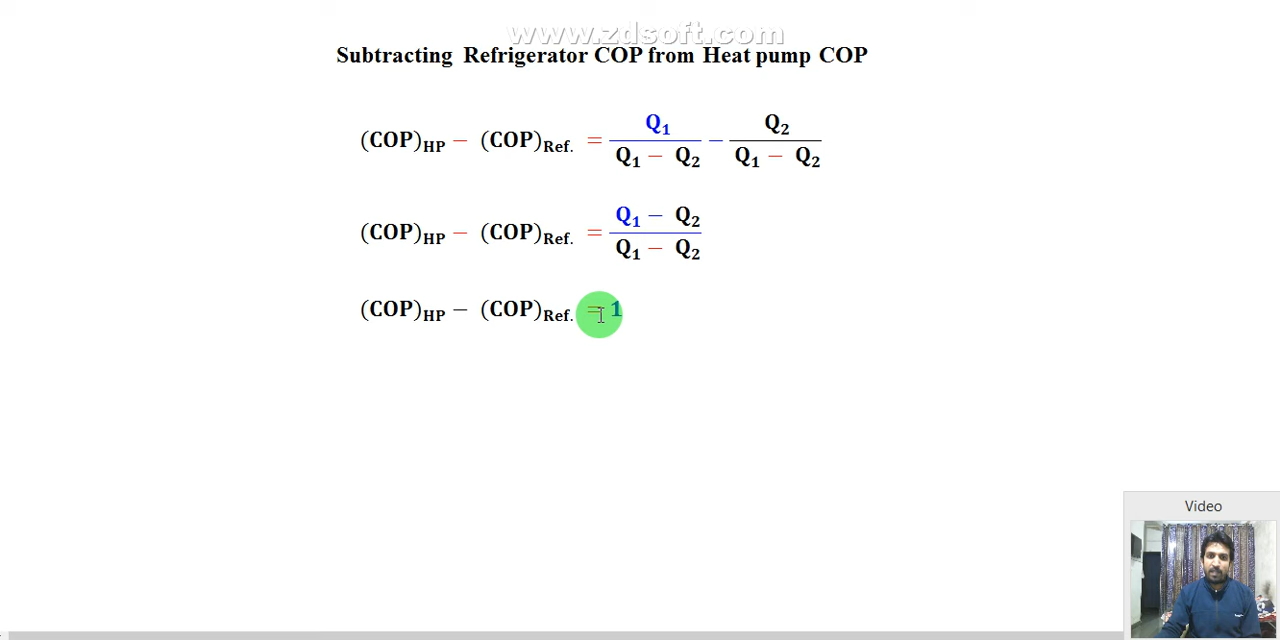 www.zdsoft.com
Subtracting Refrigerator COP from Heat pump COP
(COP)HP − (COP)Ref. = Q1/(Q1 − Q2) − Q2/(Q1 − Q2)
(COP)HP − (COP)Ref. = (Q1 − Q2)/(Q1 − Q2)
(COP)HP − (COP)Ref. = 1
Video